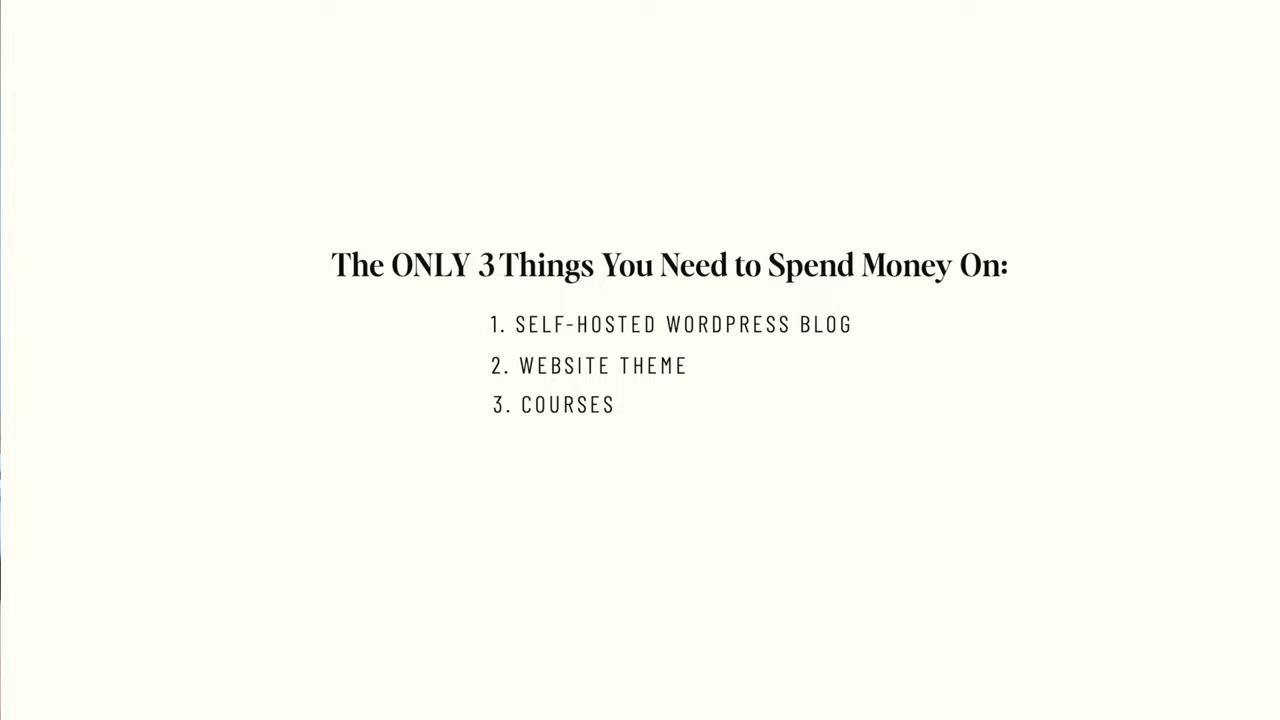 The ONLY 3 Things You Need to Spend Money On:
1. SELF-HOSTED WORDPRESS BLOG
2. WEBSITE THEME
3. COURSES